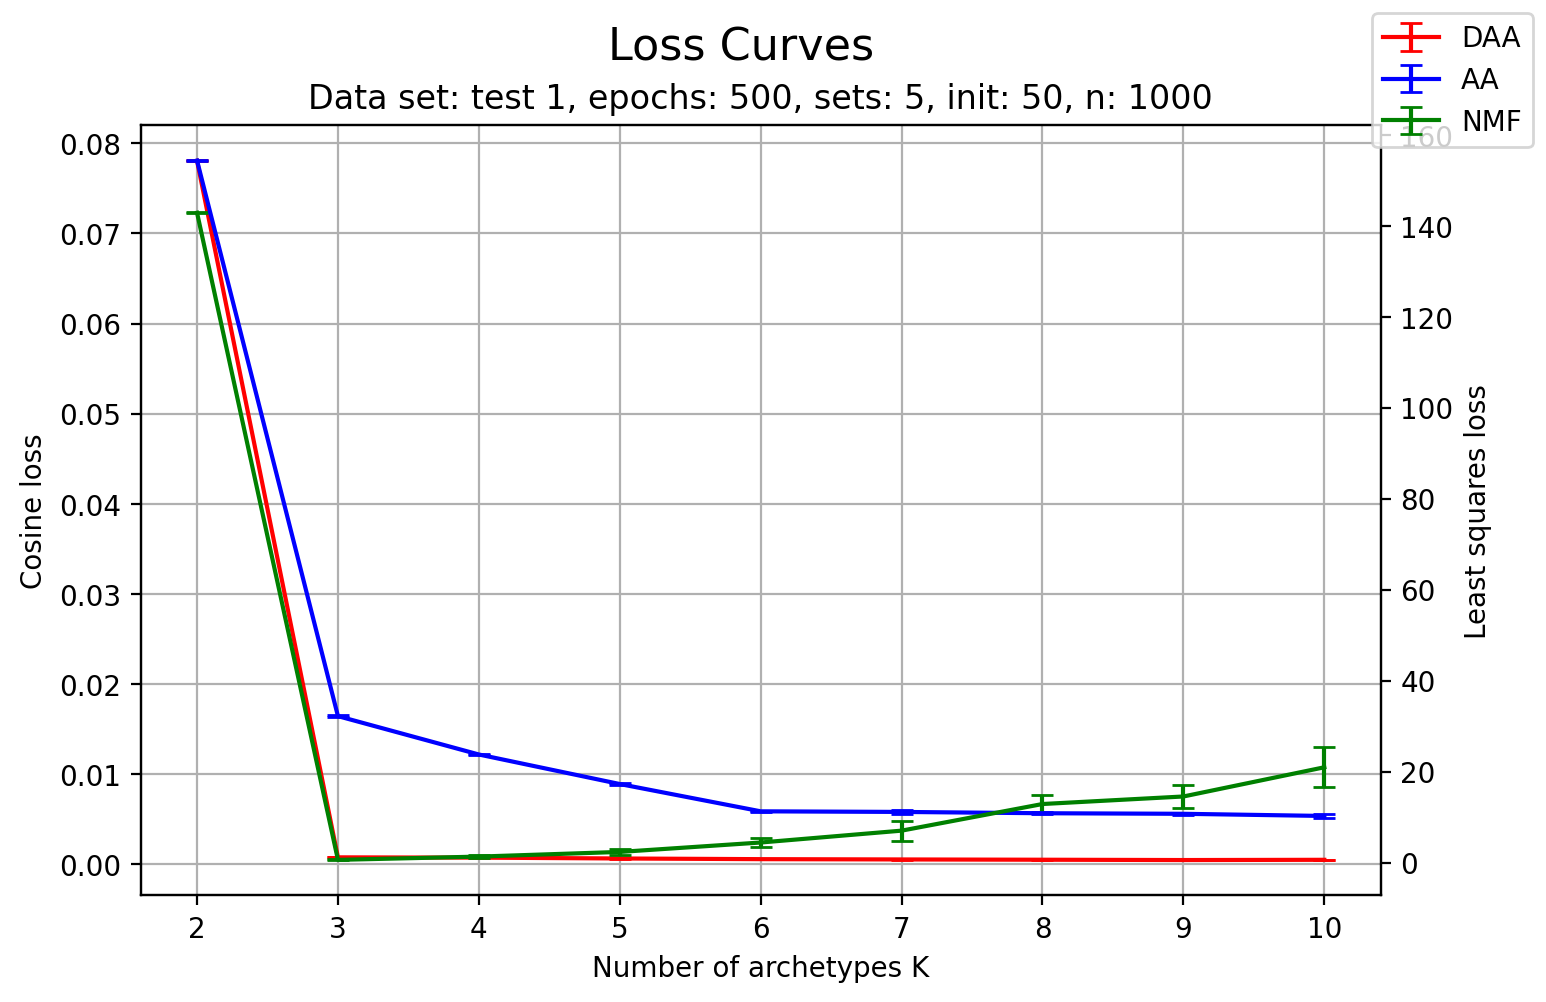 Loss Curves
Data set: test 1, epochs: 500, sets: 5, init: 50, n: 1000
DAA
AA
NMF
Cosine loss
0.08
0.07
0.06
0.05
0.04
0.03
0.02
0.01
0.00
160
140
120
100
80
60
40
20
0
Least squares loss
2 3 4 5 6 7 8 9 10
Number of archetypes K